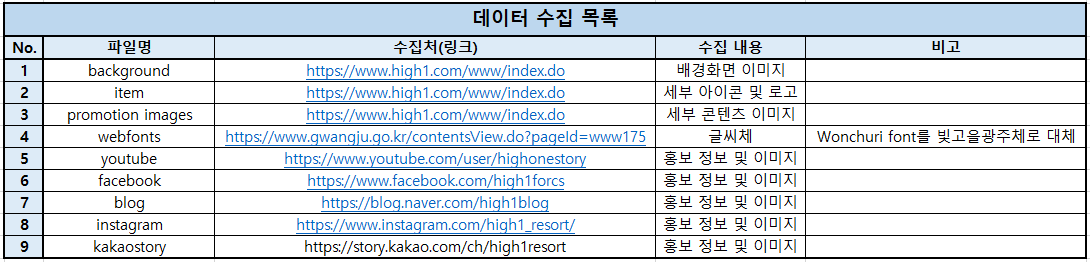 데이터 수집 목록
No. 파일명 수집처(링크) 수집 내용 비고
1 background https://www.high1.com/www/index.do 배경화면 이미지
2 item https://www.high1.com/www/index.do 세부 아이콘 및 로고
3 promotion images https://www.high1.com/www/index.do 세부 콘텐츠 이미지
4 webfonts https://www.gwangju.go.kr/contentsView.do?pageId=www175 글씨체 Wonchuri font를 빛고을광주체로 대체
5 youtube https://www.youtube.com/user/highonestory 홍보 정보 및 이미지
6 facebook https://www.facebook.com/high1forcs 홍보 정보 및 이미지
7 blog https://blog.naver.com/high1blog 홍보 정보 및 이미지
8 instagram https://www.instagram.com/high1_resort/ 홍보 정보 및 이미지
9 kakaostory https://story.kakao.com/ch/high1resort 홍보 정보 및 이미지